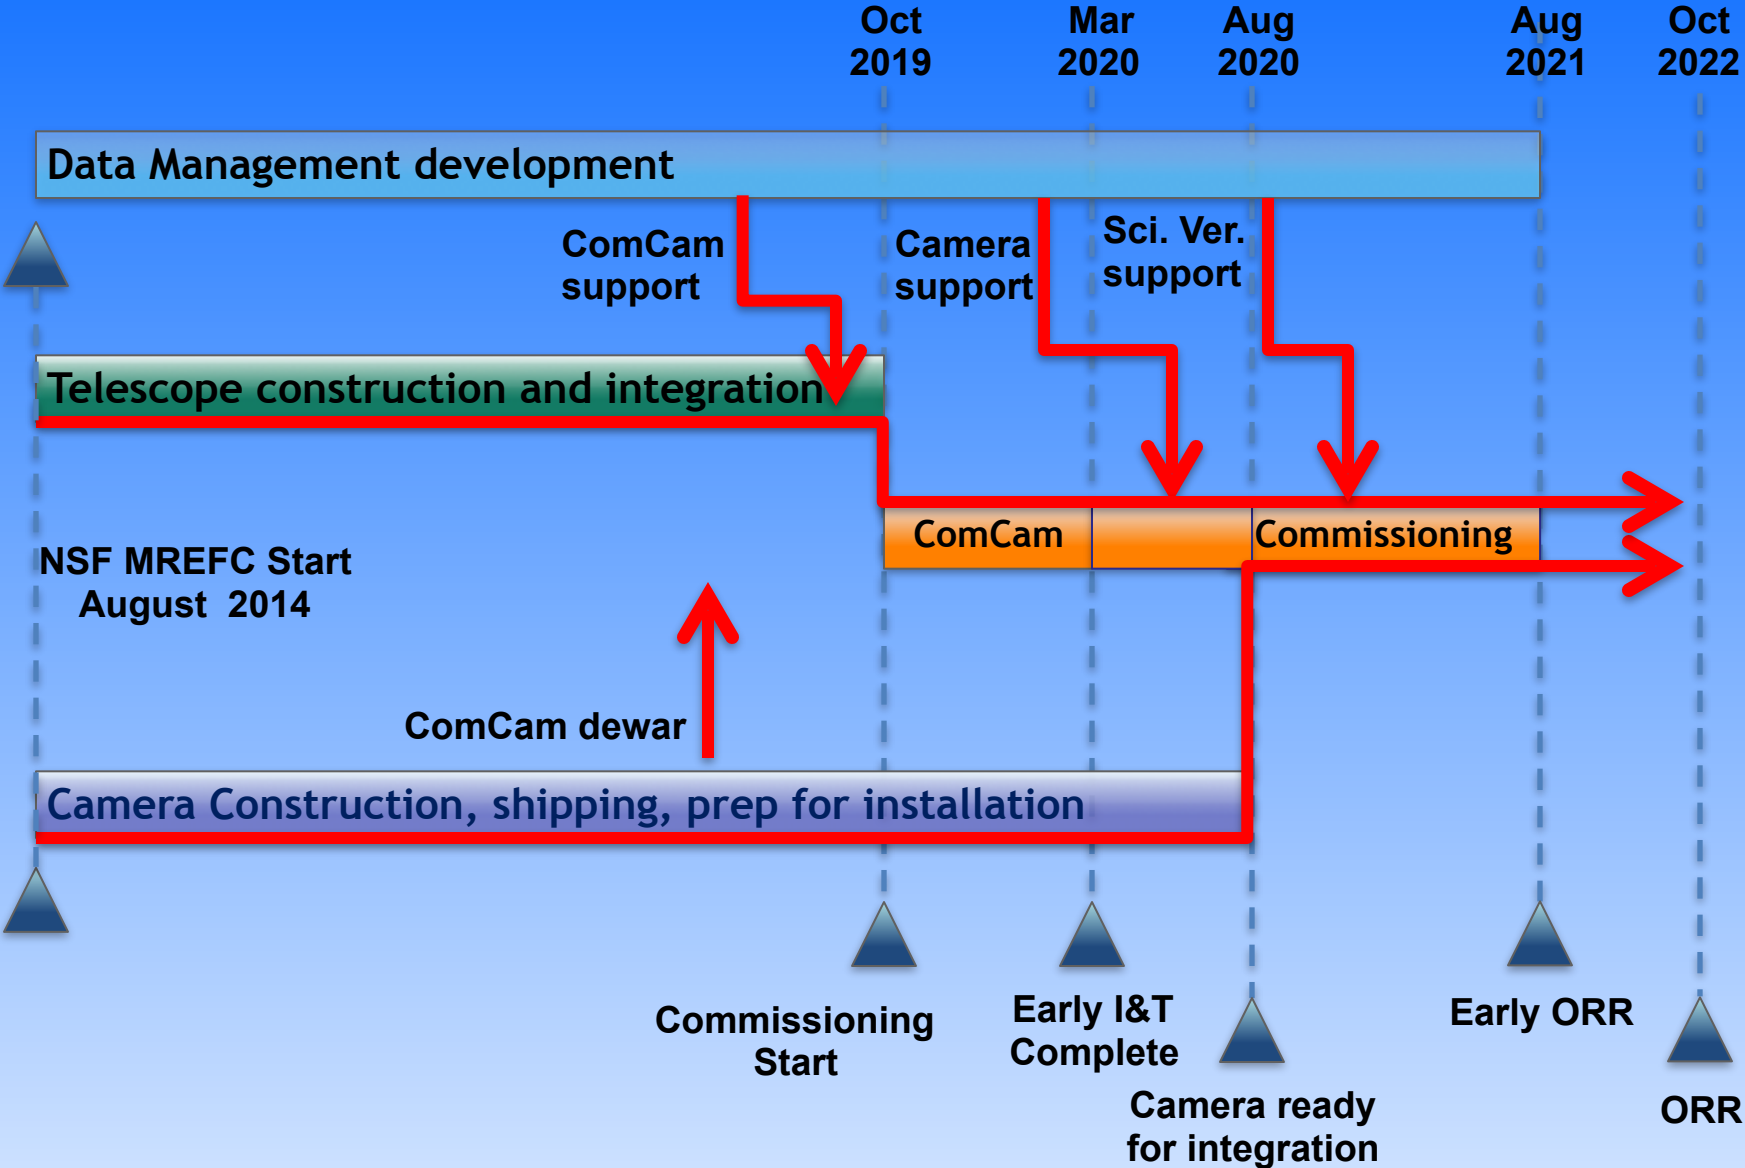 Oct
2019
Mar
2020
Aug
2020
Aug
2021
Oct
2022
Data Management development
ComCam
support
Camera
support
Sci. Ver.
support
Telescope construction and integration
ComCam
Commissioning
NSF MREFC Start
August 2014
ComCam dewar
Camera Construction, shipping, prep for installation
Commissioning
Start
Early I&T
Complete
Camera ready
for integration
Early ORR
ORR